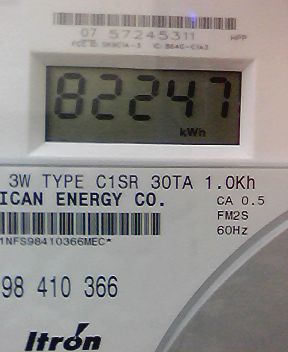 07 57245311 HPP
82247
kWh
3W TYPE C1SR 30TA 1.0Kh
ICAN ENERGY CO. CA 0.5
FM2S
60Hz
1NFS98410366MEC*
98 410 366
Itron